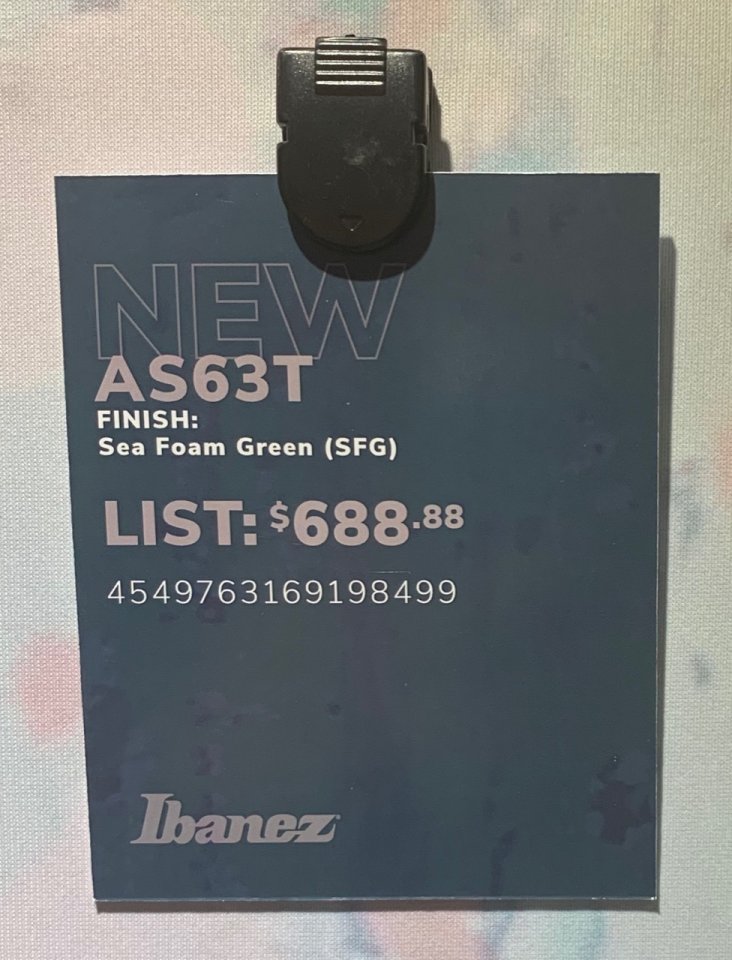 NEW
AS63T
FINISH:
Sea Foam Green (SFG)
LIST: $688.88
4549763169198499
Ibanez